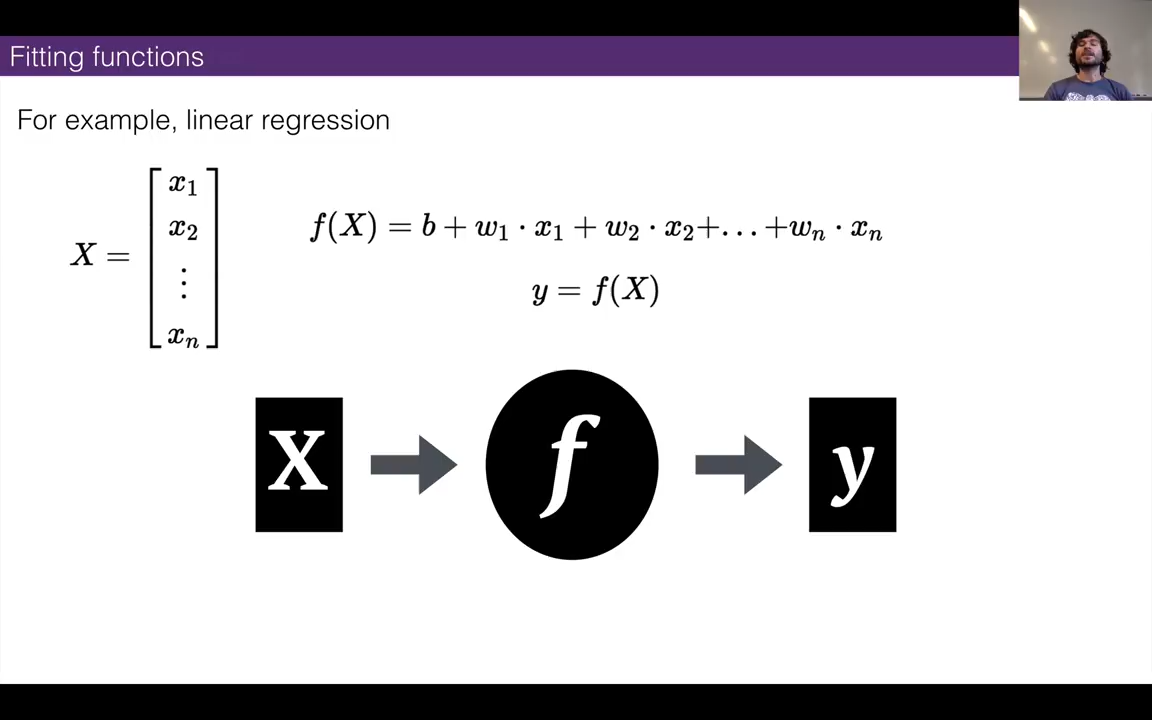 Fitting functions
For example, linear regression
X = [x₁ x₂ ⋮ xₙ]
f(X) = b + w₁ · x₁ + w₂ · x₂+…+wₙ · xₙ
y = f(X)
X f y